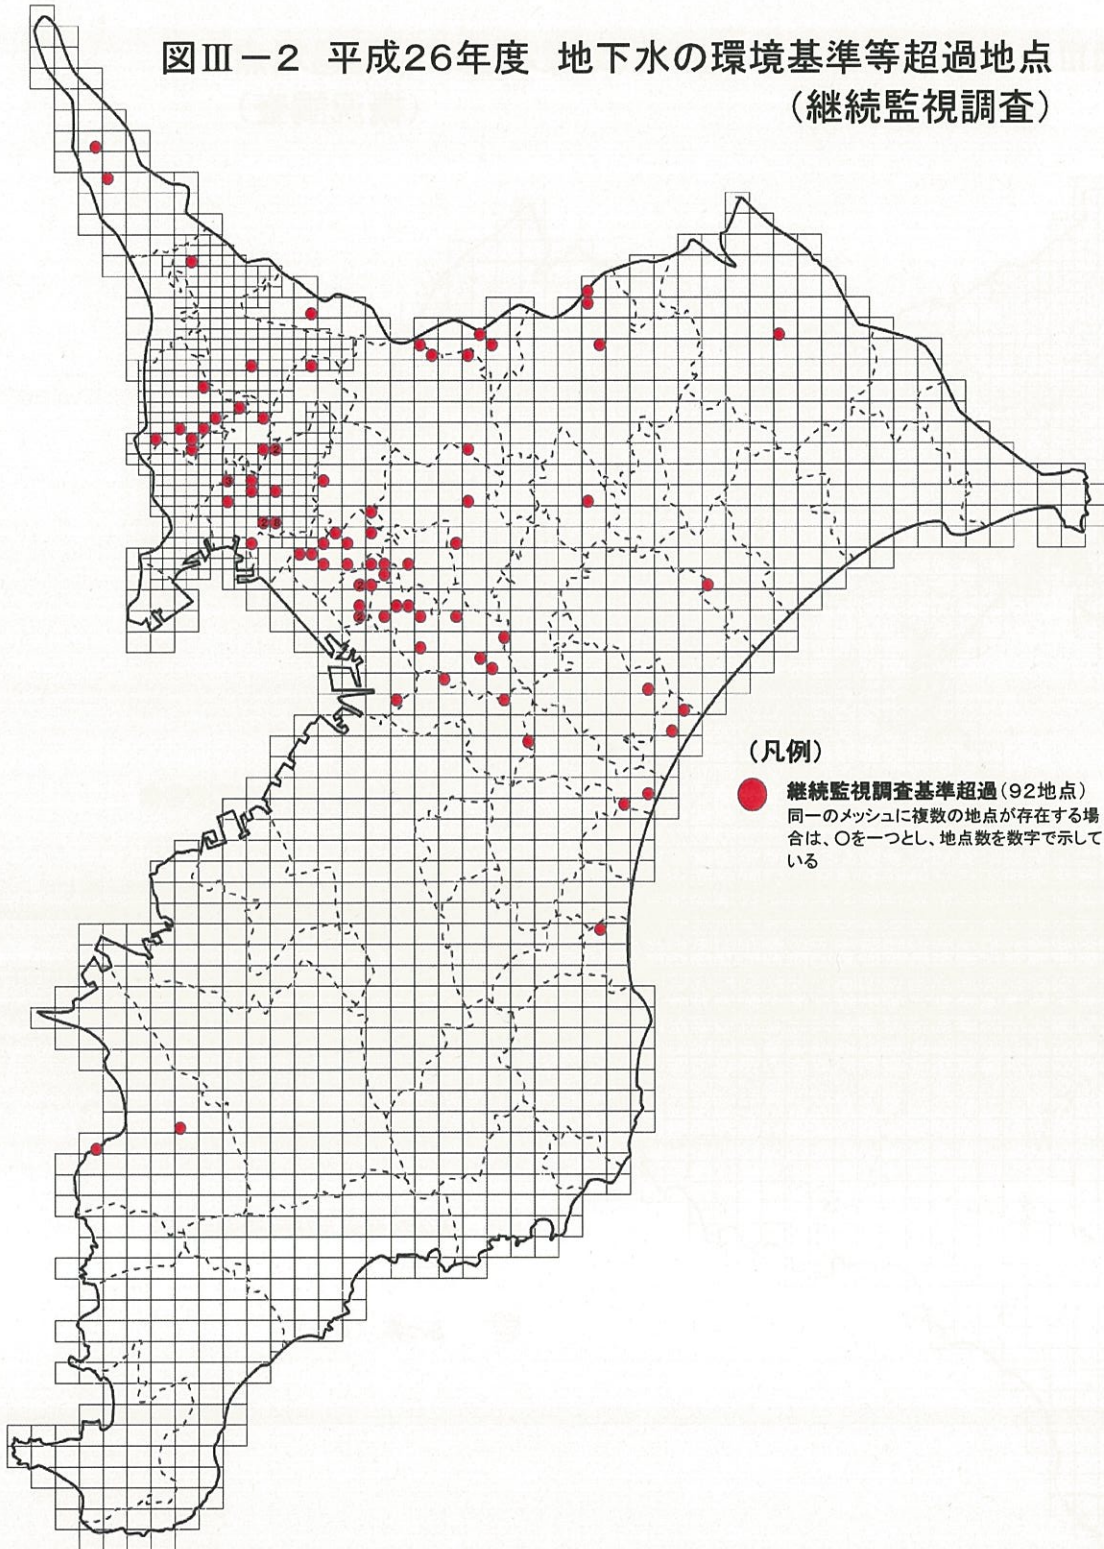 図Ⅲ－2 平成26年度 地下水の環境基準等超過地点
（継続監視調査）
（凡例）
継続監視調査基準超過（92地点）
同一のメッシュに複数の地点が存在する場
合は、○を一つとし、地点数を数字で示して
いる